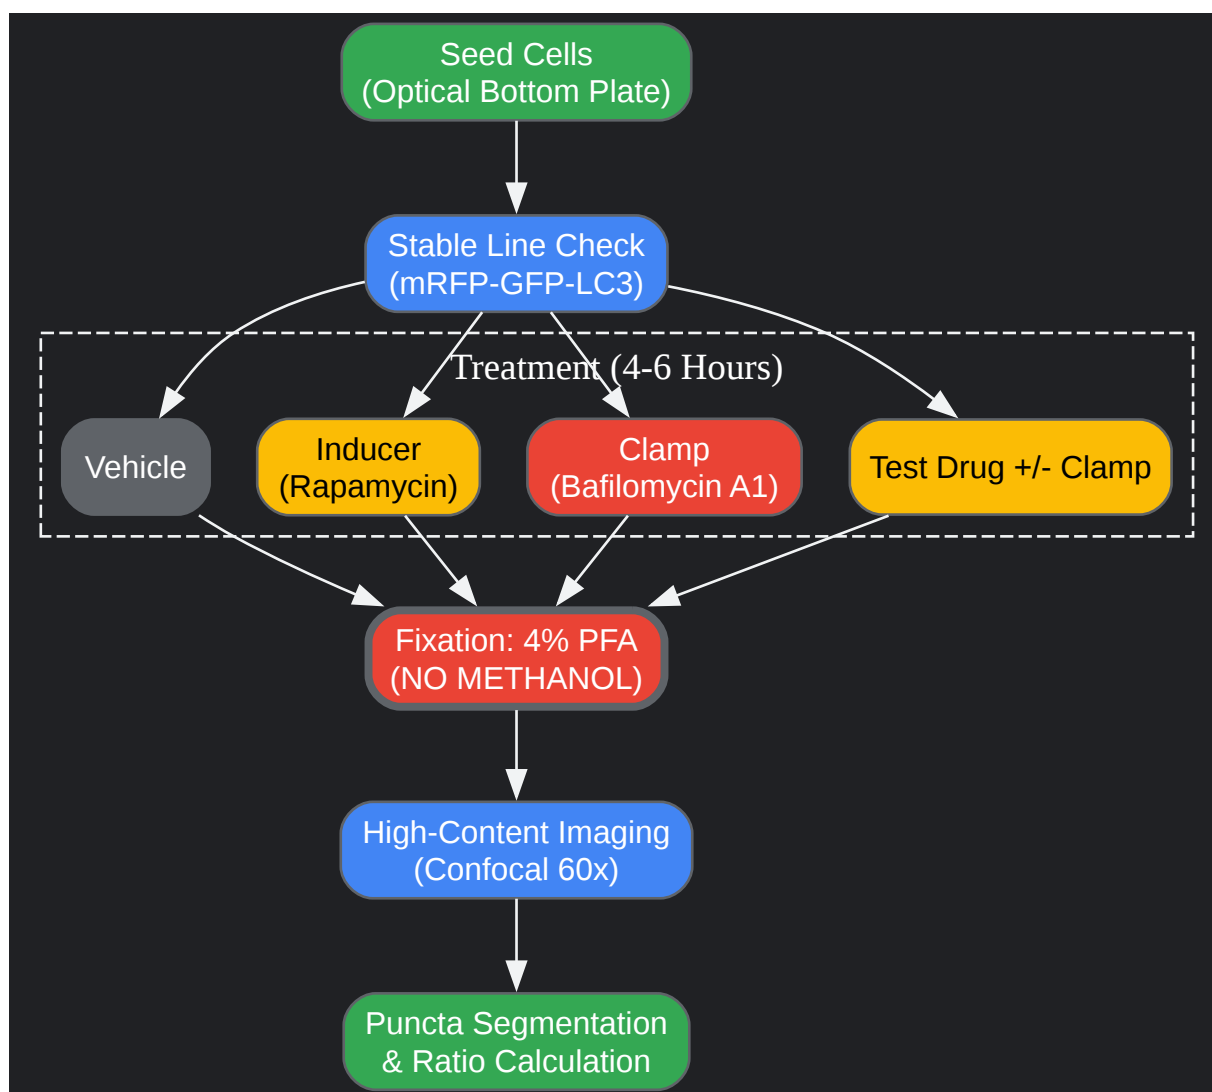 Seed Cells
(Optical Bottom Plate)
Stable Line Check
(mRFP-GFP-LC3)
Treatment (4-6 Hours)
Vehicle
Inducer
(Rapamycin)
Clamp
(Bafilomycin A1)
Test Drug +/- Clamp
Fixation: 4% PFA
(NO METHANOL)
High-Content Imaging
(Confocal 60x)
Puncta Segmentation
& Ratio Calculation